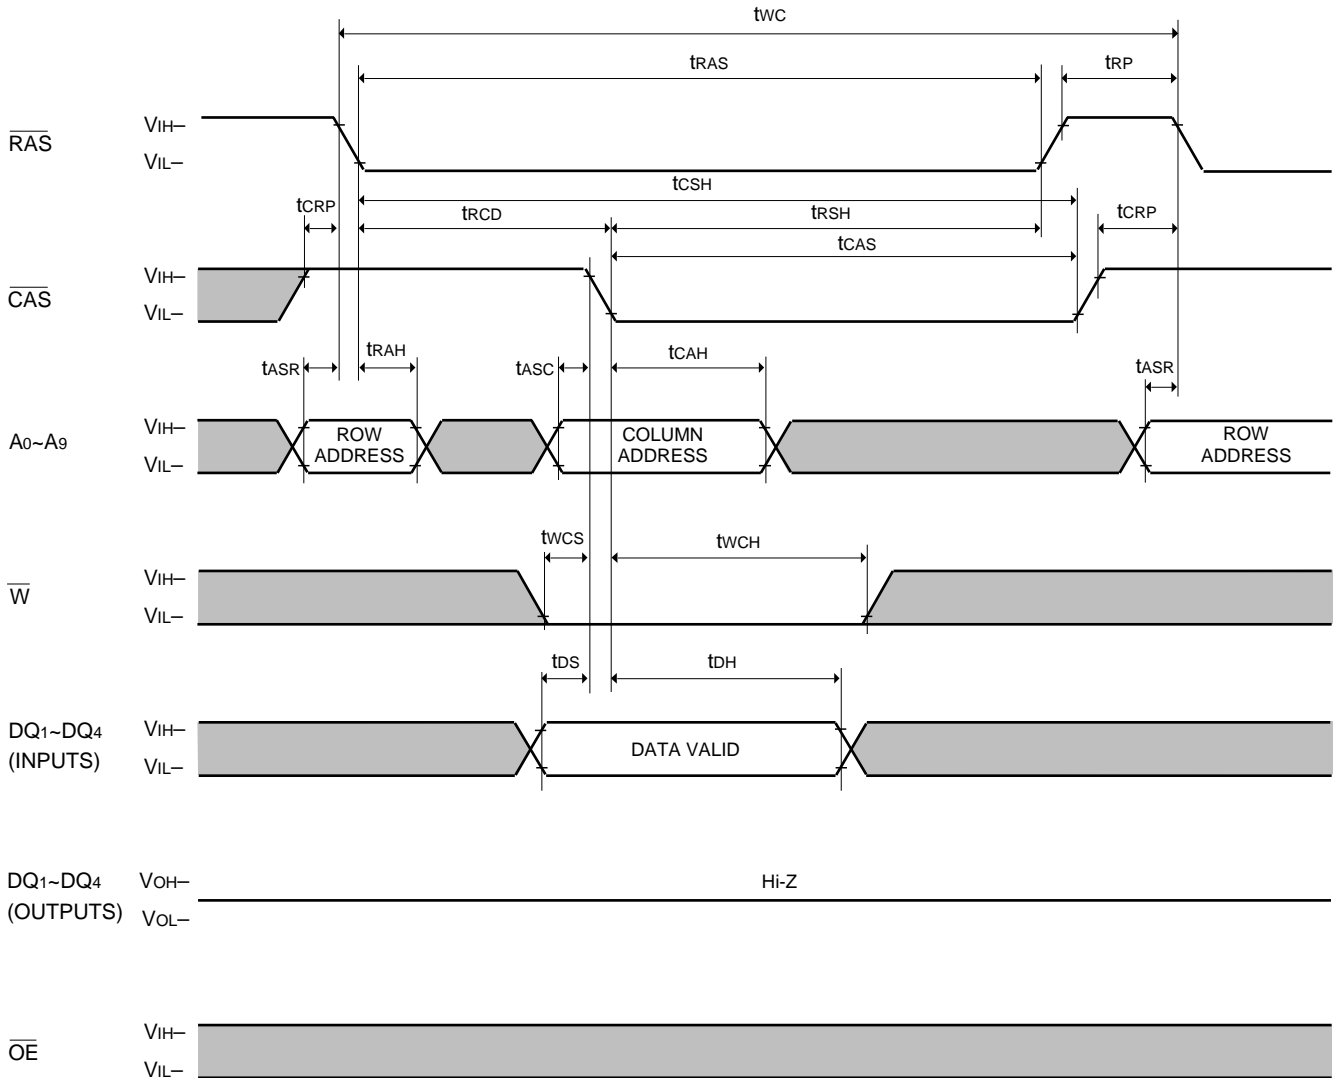 tWC
tRAS tRP
RAS VIH–
VIL–
tCSH
tCRP tRCD tRSH tCRP
tCAS
CAS VIH–
VIL–
tASR tRAH tASC tCAH tASR
A0~A9 VIH–
VIL–
ROW
ADDRESS
COLUMN
ADDRESS
ROW
ADDRESS
tWCS tWCH
W VIH–
VIL–
tDS tDH
DQ1~DQ4 VIH–
(INPUTS) VIL–
DATA VALID
DQ1~DQ4 VOH–
(OUTPUTS) VOL–
Hi-Z
OE VIH–
VIL–